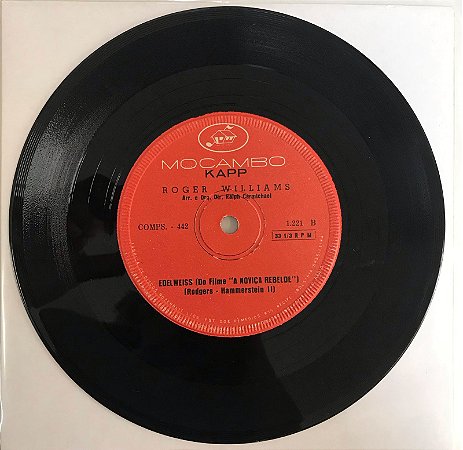 MOCAMBO
KAPP
ROGER WILLIAMS
Arr. e Orq. Dir. Ralph Carmichael
COMPS. - 442
1.221 B
33 1/3 R P M
EDELWEISS (Do Filme "A NOVIÇA REBELDE")
(Rodgers - Hammerstein II)